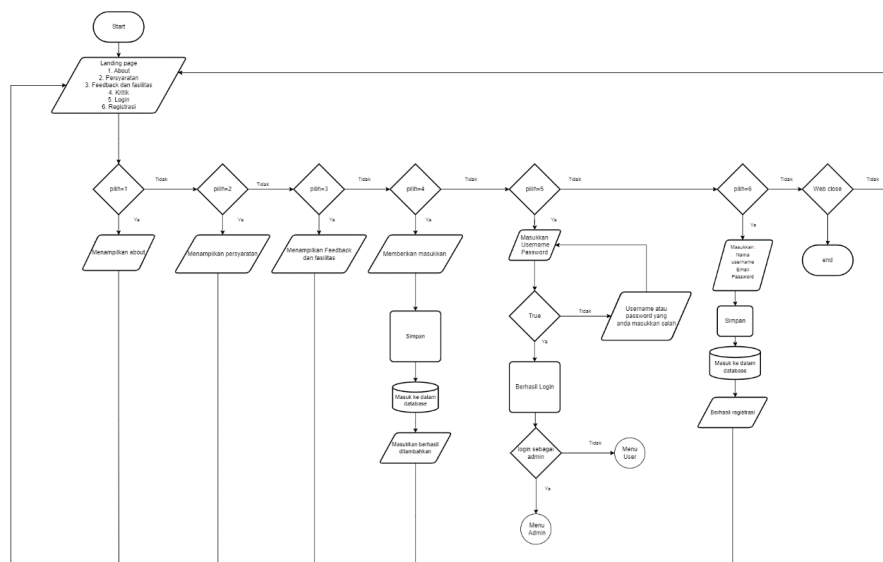 Start
Landing page
1. About
2. Persyaratan
3. Feedback dan fasilitas
4. Kritik
5. Login
6. Registrasi
pilih=1
Tidak
pilih=2
Tidak
pilih=3
Tidak
pilih=4
Tidak
pilih=5
Tidak
pilih=6
Tidak
Web close
Tidak
Ya
Ya
Ya
Ya
Ya
Ya
Menampilkan about
Menampilkan persyaratan
Menampilkan Feedback
dan fasilitas
Memberikan masukkan
Masukkan
Username
Password
Masukkan
Nama
username
Email
Password
end
Simpan
Masuk ke dalam
database
Masukkan berhasil
ditambahkan
True
Tidak
Username atau
password yang
anda masukkan salah
Ya
Berhasil Login
login sebagai
admin
Tidak
Menu
User
Ya
Menu
Admin
Simpan
Masuk ke dalam
database
Berhasil registrasi